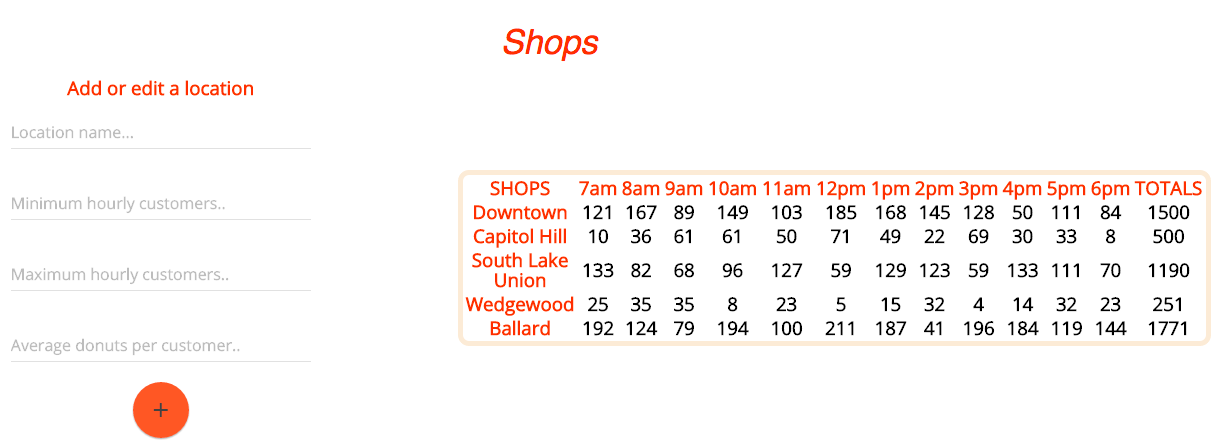 Shops
Add or edit a location
Location name...
Minimum hourly customers..
Maximum hourly customers..
Average donuts per customer..
+
SHOPS 7am 8am 9am 10am 11am 12pm 1pm 2pm 3pm 4pm 5pm 6pm TOTALS
Downtown 121 167 89 149 103 185 168 145 128 50 111 84 1500
Capitol Hill 10 36 61 61 50 71 49 22 69 30 33 8 500
South Lake
Union 133 82 68 96 127 59 129 123 59 133 111 70 1190
Wedgewood 25 35 35 8 23 5 15 32 4 14 32 23 251
Ballard 192 124 79 194 100 211 187 41 196 184 119 144 1771